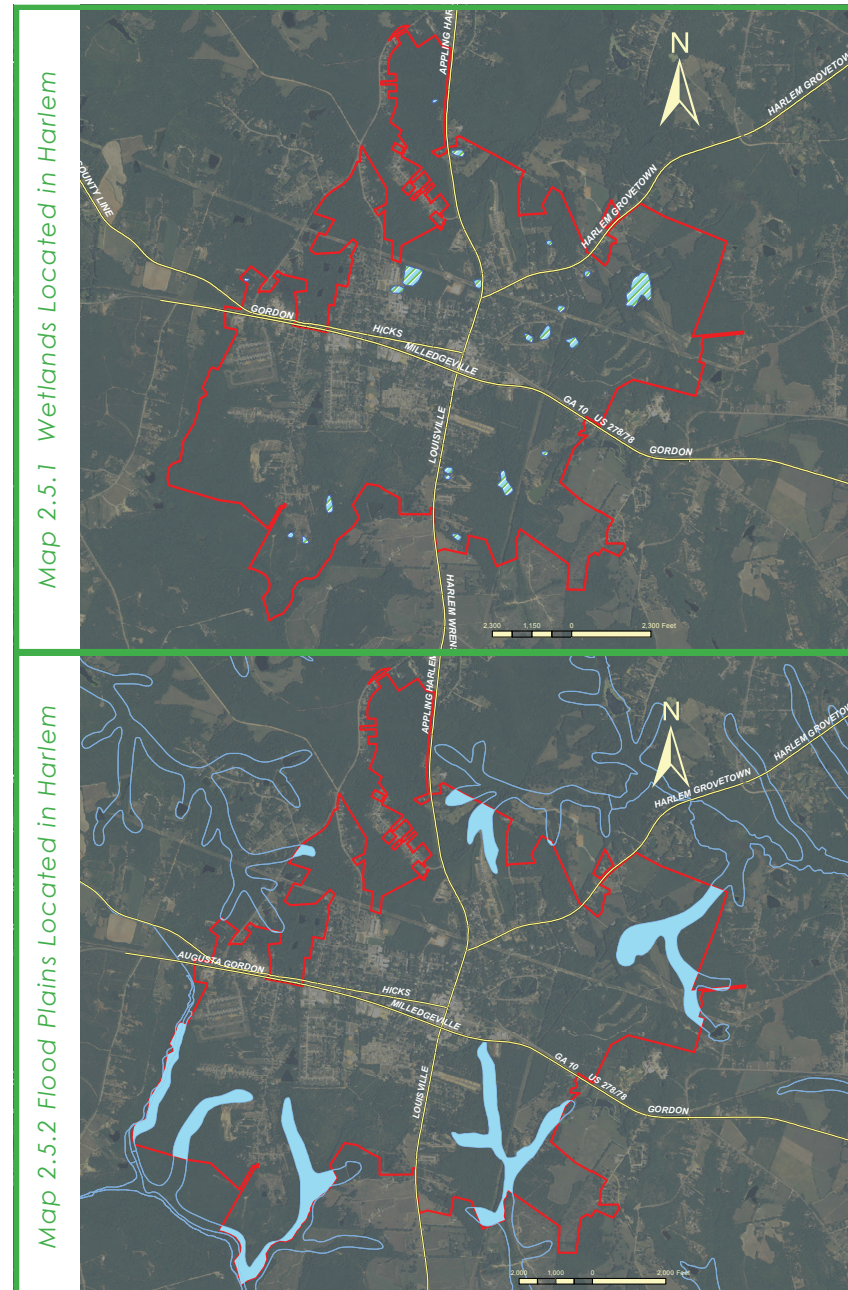 Map 2.5.1 Wetlands Located in Harlem
N
APPLING HAR
HARLEM GROVETOW
COUNTY LINE
HARLEM GROVETOWN
GORDON
HICKS
MILLEDGEVILLE
GA 10 US 278/78
LOUISVILLE
GORDON
HARLEM WRENS
2,300 1,150 0 2,300 Feet
Map 2.5.2 Flood Plains Located in Harlem
N
APPLING HARLEM
HARLEM GROVETOW
HARLEM GROVETOWN
AUGUSTA GORDON
HICKS
MILLEDGEVILLE
GA 10 US 278/78
LOUISVILLE
GORDON
2,000 1,000 0 2,000 Feet